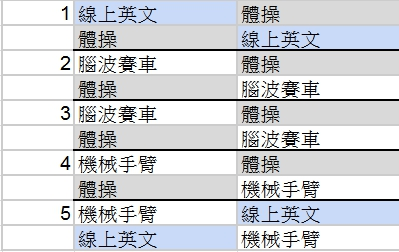 1 線上英文 體操
體操 線上英文
2 腦波賽車 體操
體操 腦波賽車
3 腦波賽車 體操
體操 腦波賽車
4 機械手臂 體操
體操 機械手臂
5 機械手臂 線上英文
線上英文 機械手臂